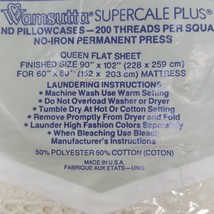 Wamsutta® SUPERCALE PLUS®
AND PILLOWCASES—200 THREADS PER SQUA
NO-IRON PERMANENT PRESS
QUEEN FLAT SHEET
FINISHED SIZE 90" x 102" (228 x 259 cm)
FOR 60" x 80" (152 x 203 cm) MATTRESS
LAUNDERING INSTRUCTIONS:
• Machine Wash Use Warm Setting
• Do Not Overload Washer or Dryer
• Tumble Dry at Hot or Cotton Setting
• Remove Promptly From Dryer and Fold
• Launder High Fashion Colors Separately
• When Bleaching Use Bleach
Manufacturer's Instructions
50% POLYESTER 50% COTTON (COTON)
MADE IN U.S.A.
FABRIQUE AUX ETATS-UNIS